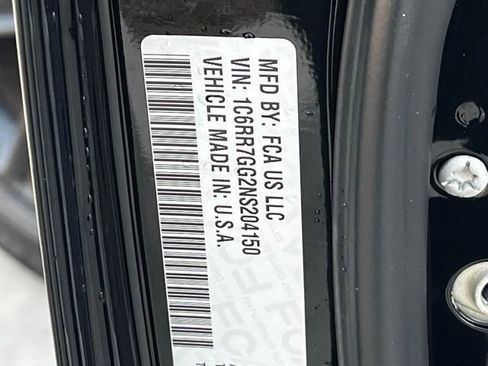 MFD BY: FCA US LLC
VIN: 1C6RR7GG2NS204150
VEHICLE MADE IN: U.S.A.